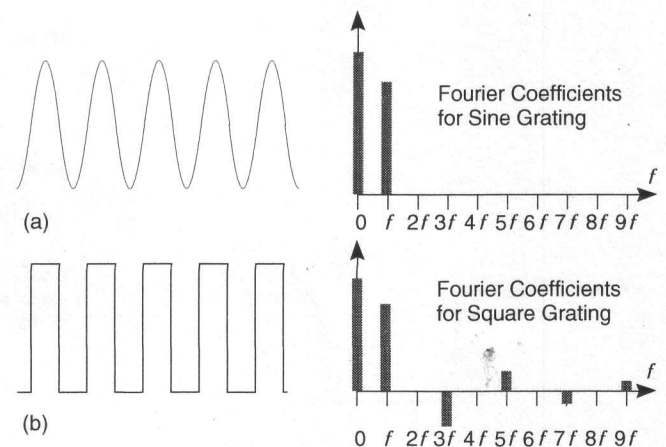 Fourier Coefficients
for Sine Grating
f
0 f 2f 3f 4f 5f 6f 7f 8f 9f
(a)
Fourier Coefficients
for Square Grating
f
(b)
0 f 2f 3f 4f 5f 6f 7f 8f 9f